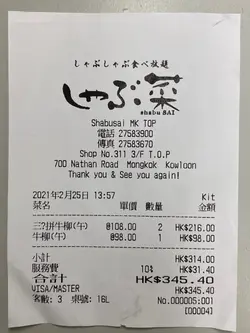 しゃぶしゃぶ食べ放題
しゃぶ菜
shabu SAI
Shabusai MK TOP
電話 27583900
傳真 27583670
Shop No.311 3/F T.O.P
700 Nathan Road Mongkok Kowloon
Thank you & See you again!
2021年2月25日 13:57 Kit
菜名 單價 數量 金額
三?拼牛柳(午) @108.00 2 HK$216.00
牛柳(午) @98.00 1 HK$98.00
小計 HK$314.00
服務費 10% HK$31.40
合計 HK$345.40
VISA/MASTER HK$345.40
客數: 3 東號: 16L No.000005:001
[00004]